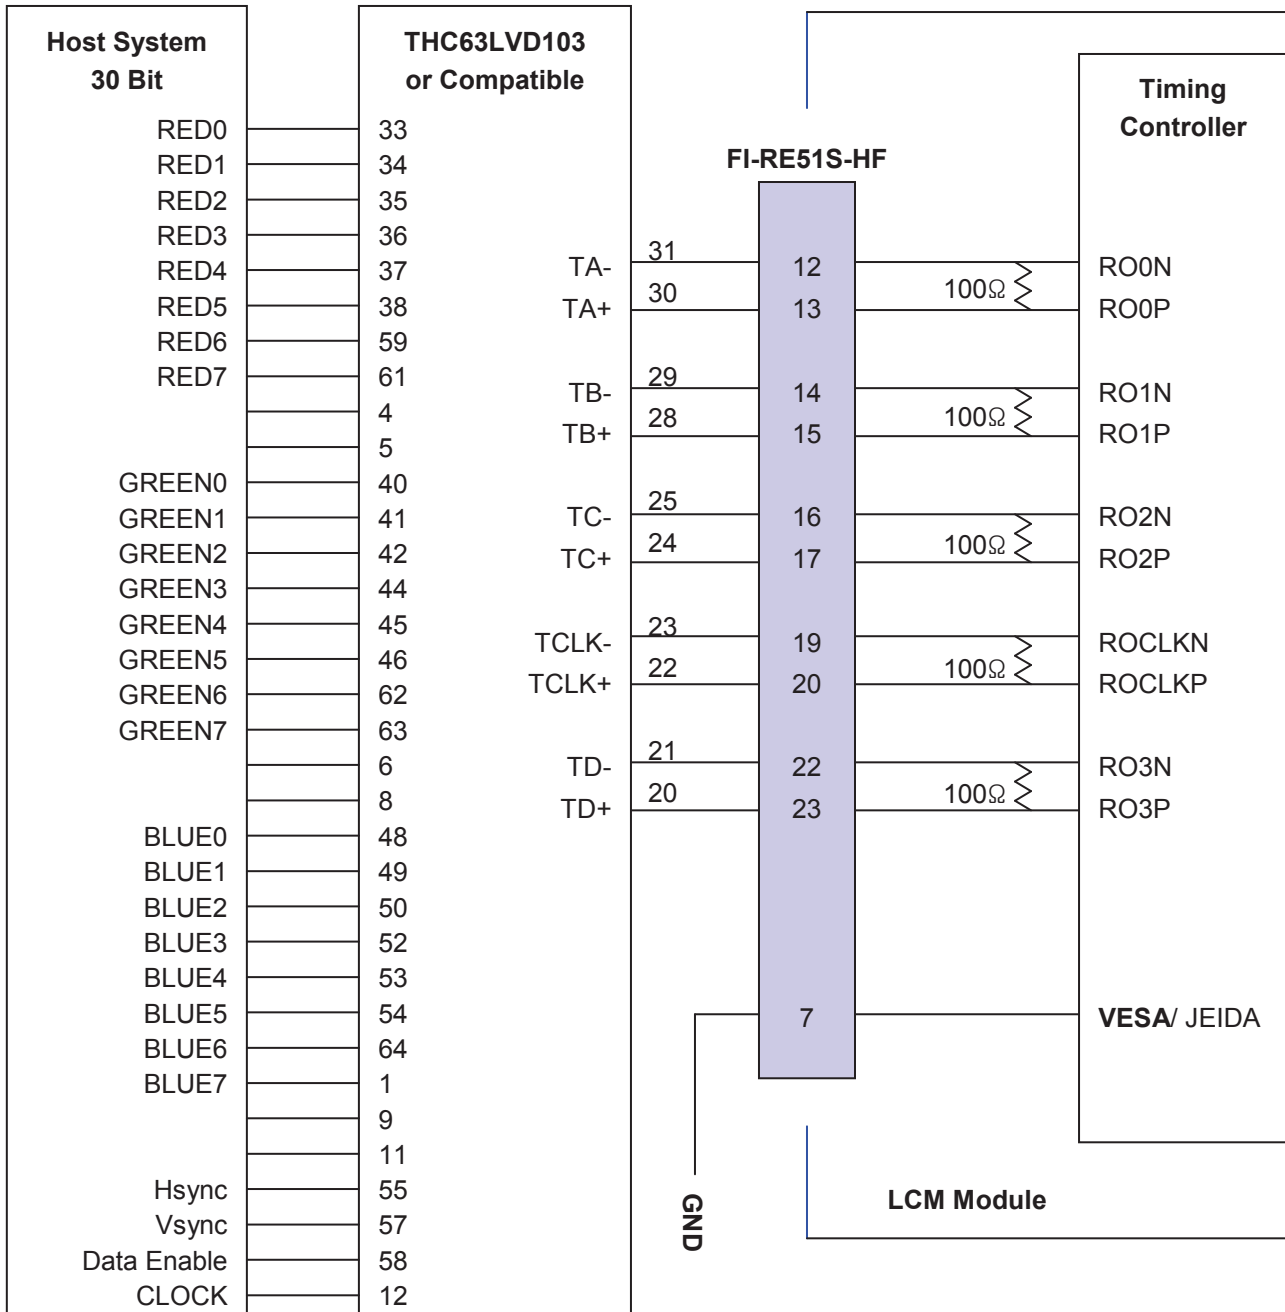 Host System
30 Bit
THC63LVD103
or Compatible
Timing
Controller
FI-RE51S-HF
RED0 33
RED1 34
RED2 35
RED3 36
RED4 37
RED5 38
RED6 59
RED7 61
4
5
GREEN0 40
GREEN1 41
GREEN2 42
GREEN3 44
GREEN4 45
GREEN5 46
GREEN6 62
GREEN7 63
6
8
BLUE0 48
BLUE1 49
BLUE2 50
BLUE3 52
BLUE4 53
BLUE5 54
BLUE6 64
BLUE7 1
9
11
Hsync 55
Vsync 57
Data Enable 58
CLOCK 12
TA- 31 12 RO0N
100Ω
TA+ 30 13 RO0P
TB- 29 14 RO1N
100Ω
TB+ 28 15 RO1P
TC- 25 16 RO2N
100Ω
TC+ 24 17 RO2P
TCLK- 23 19 ROCLKN
100Ω
TCLK+ 22 20 ROCLKP
TD- 21 22 RO3N
100Ω
TD+ 20 23 RO3P
7 VESA/ JEIDA
GND
LCM Module